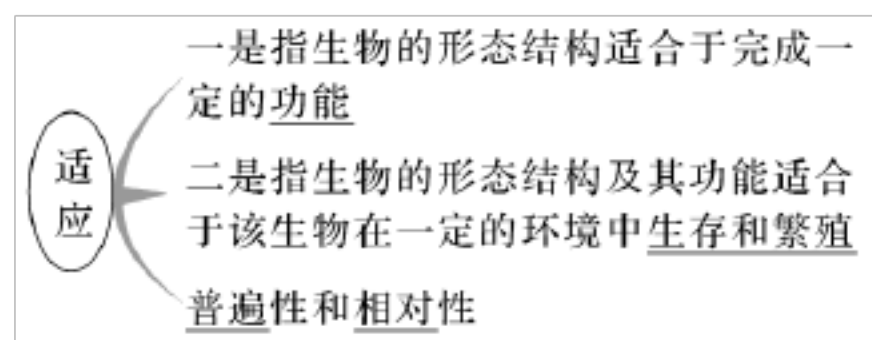 适应
一是指生物的形态结构适合于完成一
定的功能
二是指生物的形态结构及其功能适合
于该生物在一定的环境中生存和繁殖
普遍性和相对性